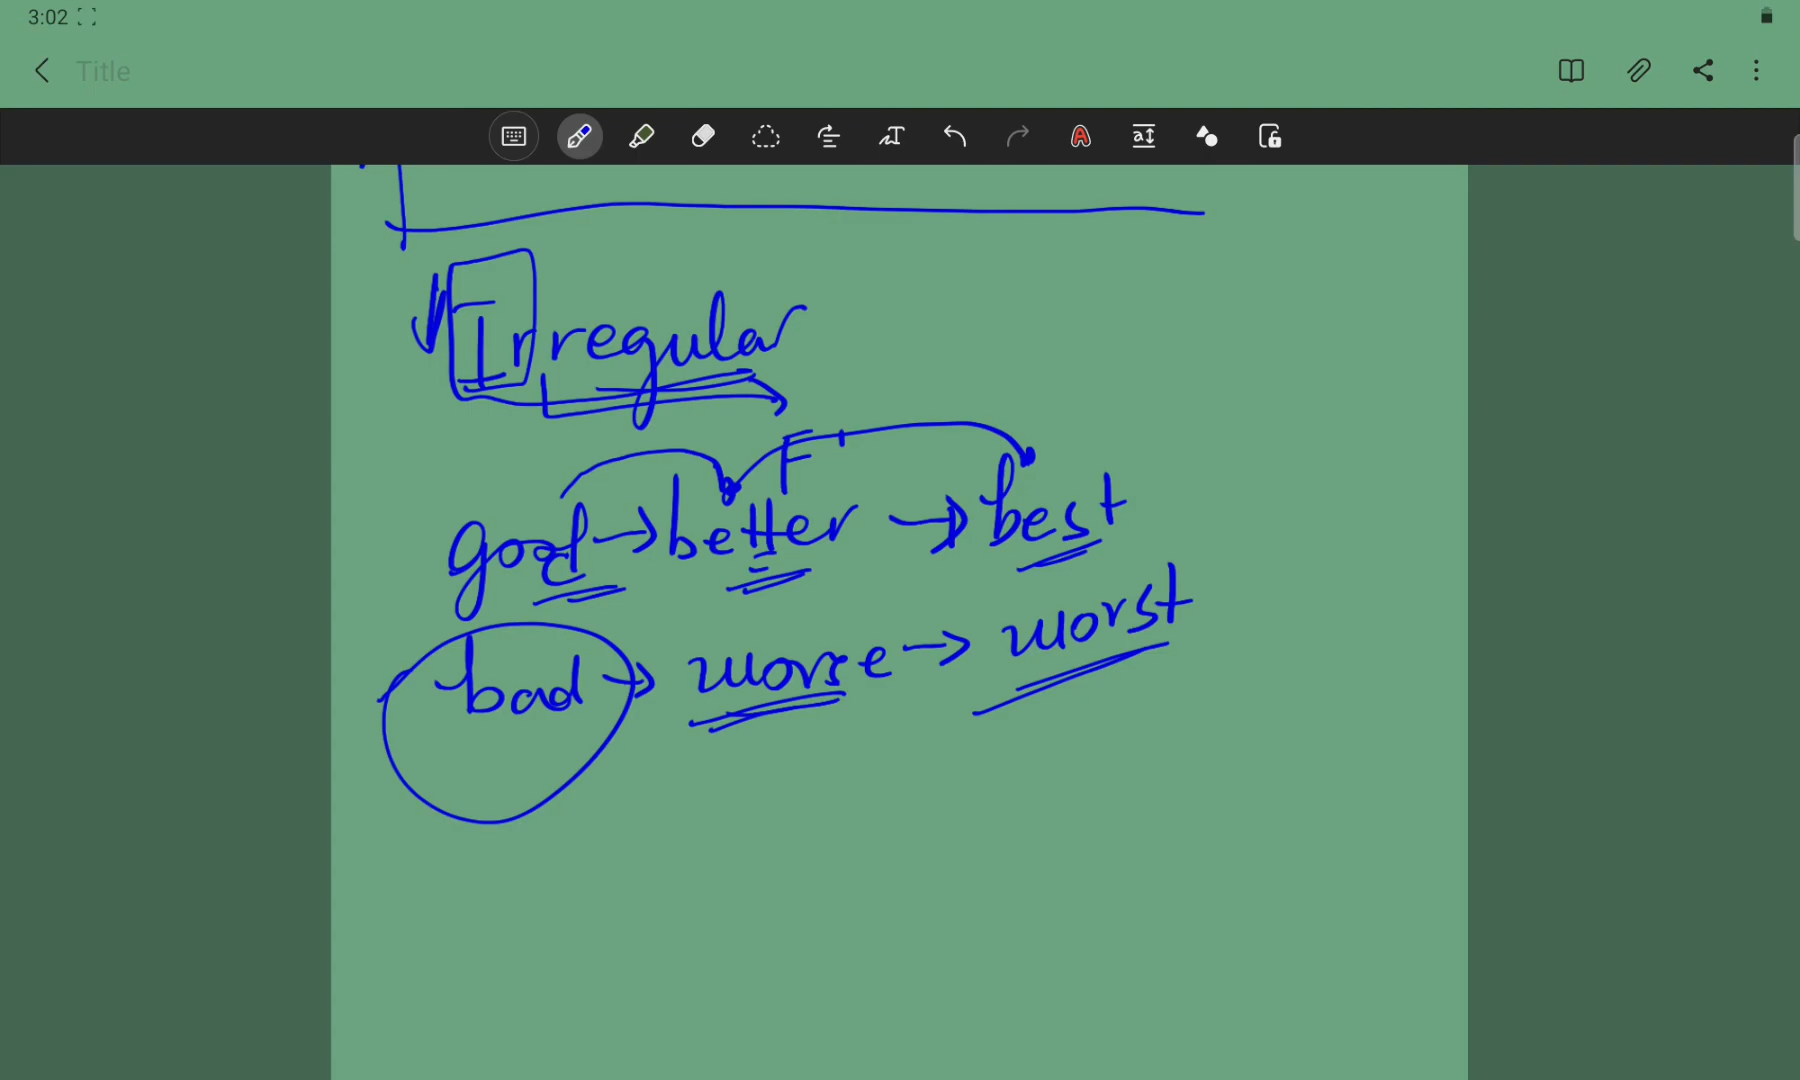 3:02
Title
Irregular
F
good → better → best
bad → worse → worst